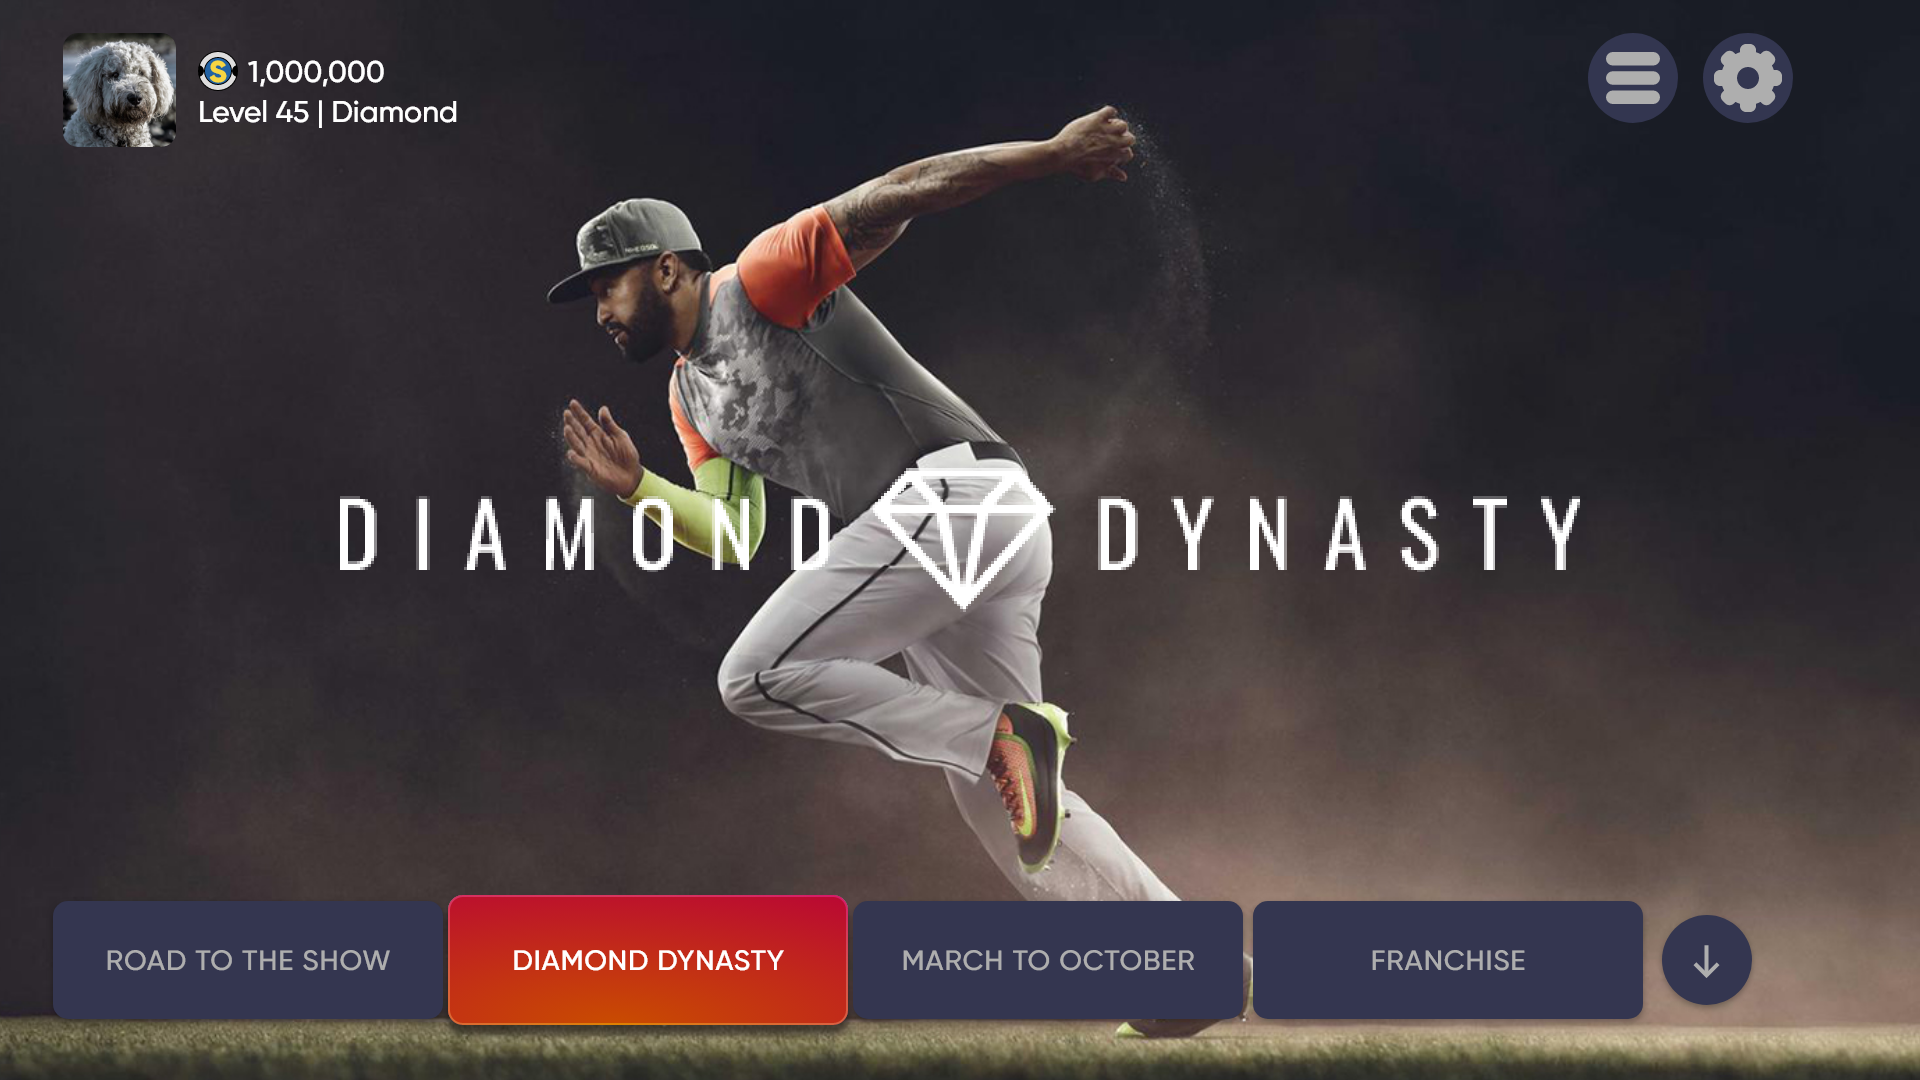 S 1,000,000
Level 45 | Diamond
DIAMOND DYNASTY
ROAD TO THE SHOW
DIAMOND DYNASTY
MARCH TO OCTOBER
FRANCHISE